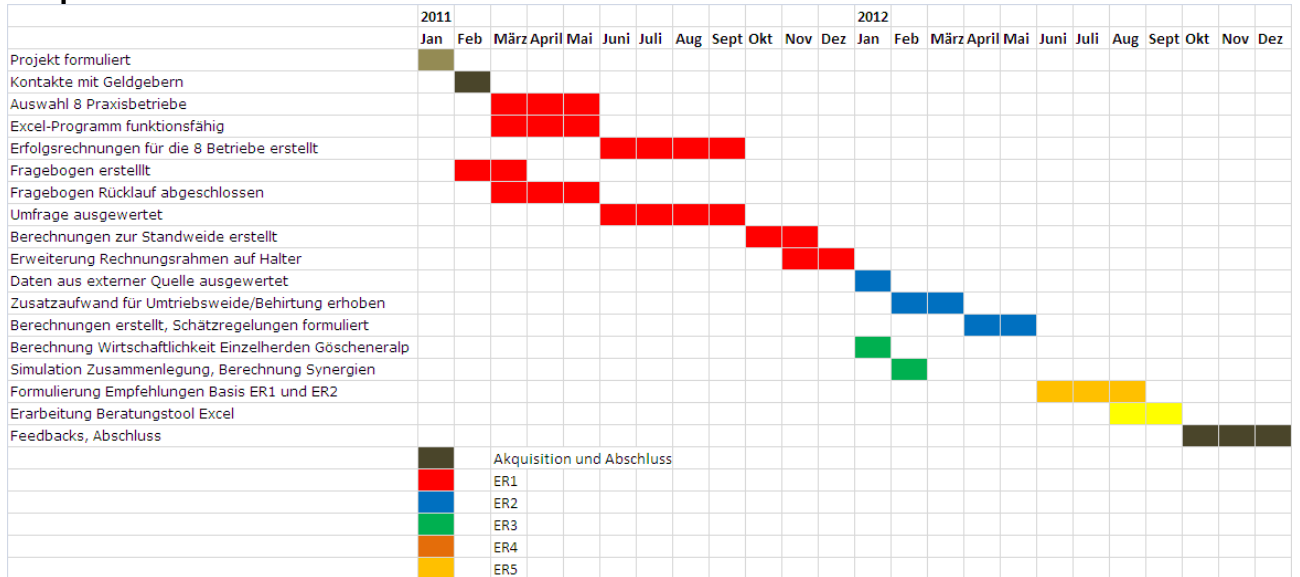 2011 2012
Jan Feb März April Mai Juni Juli Aug Sept Okt Nov Dez Jan Feb März April Mai Juni Juli Aug Sept Okt Nov Dez
Projekt formuliert
Kontakte mit Geldgebern
Auswahl 8 Praxisbetriebe
Excel-Programm funktionsfähig
Erfolgsrechnungen für die 8 Betriebe erstellt
Fragebogen erstelllt
Fragebogen Rücklauf abgeschlossen
Umfrage ausgewertet
Berechnungen zur Standweide erstellt
Erweiterung Rechnungsrahmen auf Halter
Daten aus externer Quelle ausgewertet
Zusatzaufwand für Umtriebsweide/Behirtung erhoben
Berechnungen erstellt, Schätzregelungen formuliert
Berechnung Wirtschaftlichkeit Einzelherden Göscheneralp
Simulation Zusammenlegung, Berechnung Synergien
Formulierung Empfehlungen Basis ER1 und ER2
Erarbeitung Beratungstool Excel
Feedbacks, Abschluss
Akquisition und Abschluss
ER1
ER2
ER3
ER4
ER5